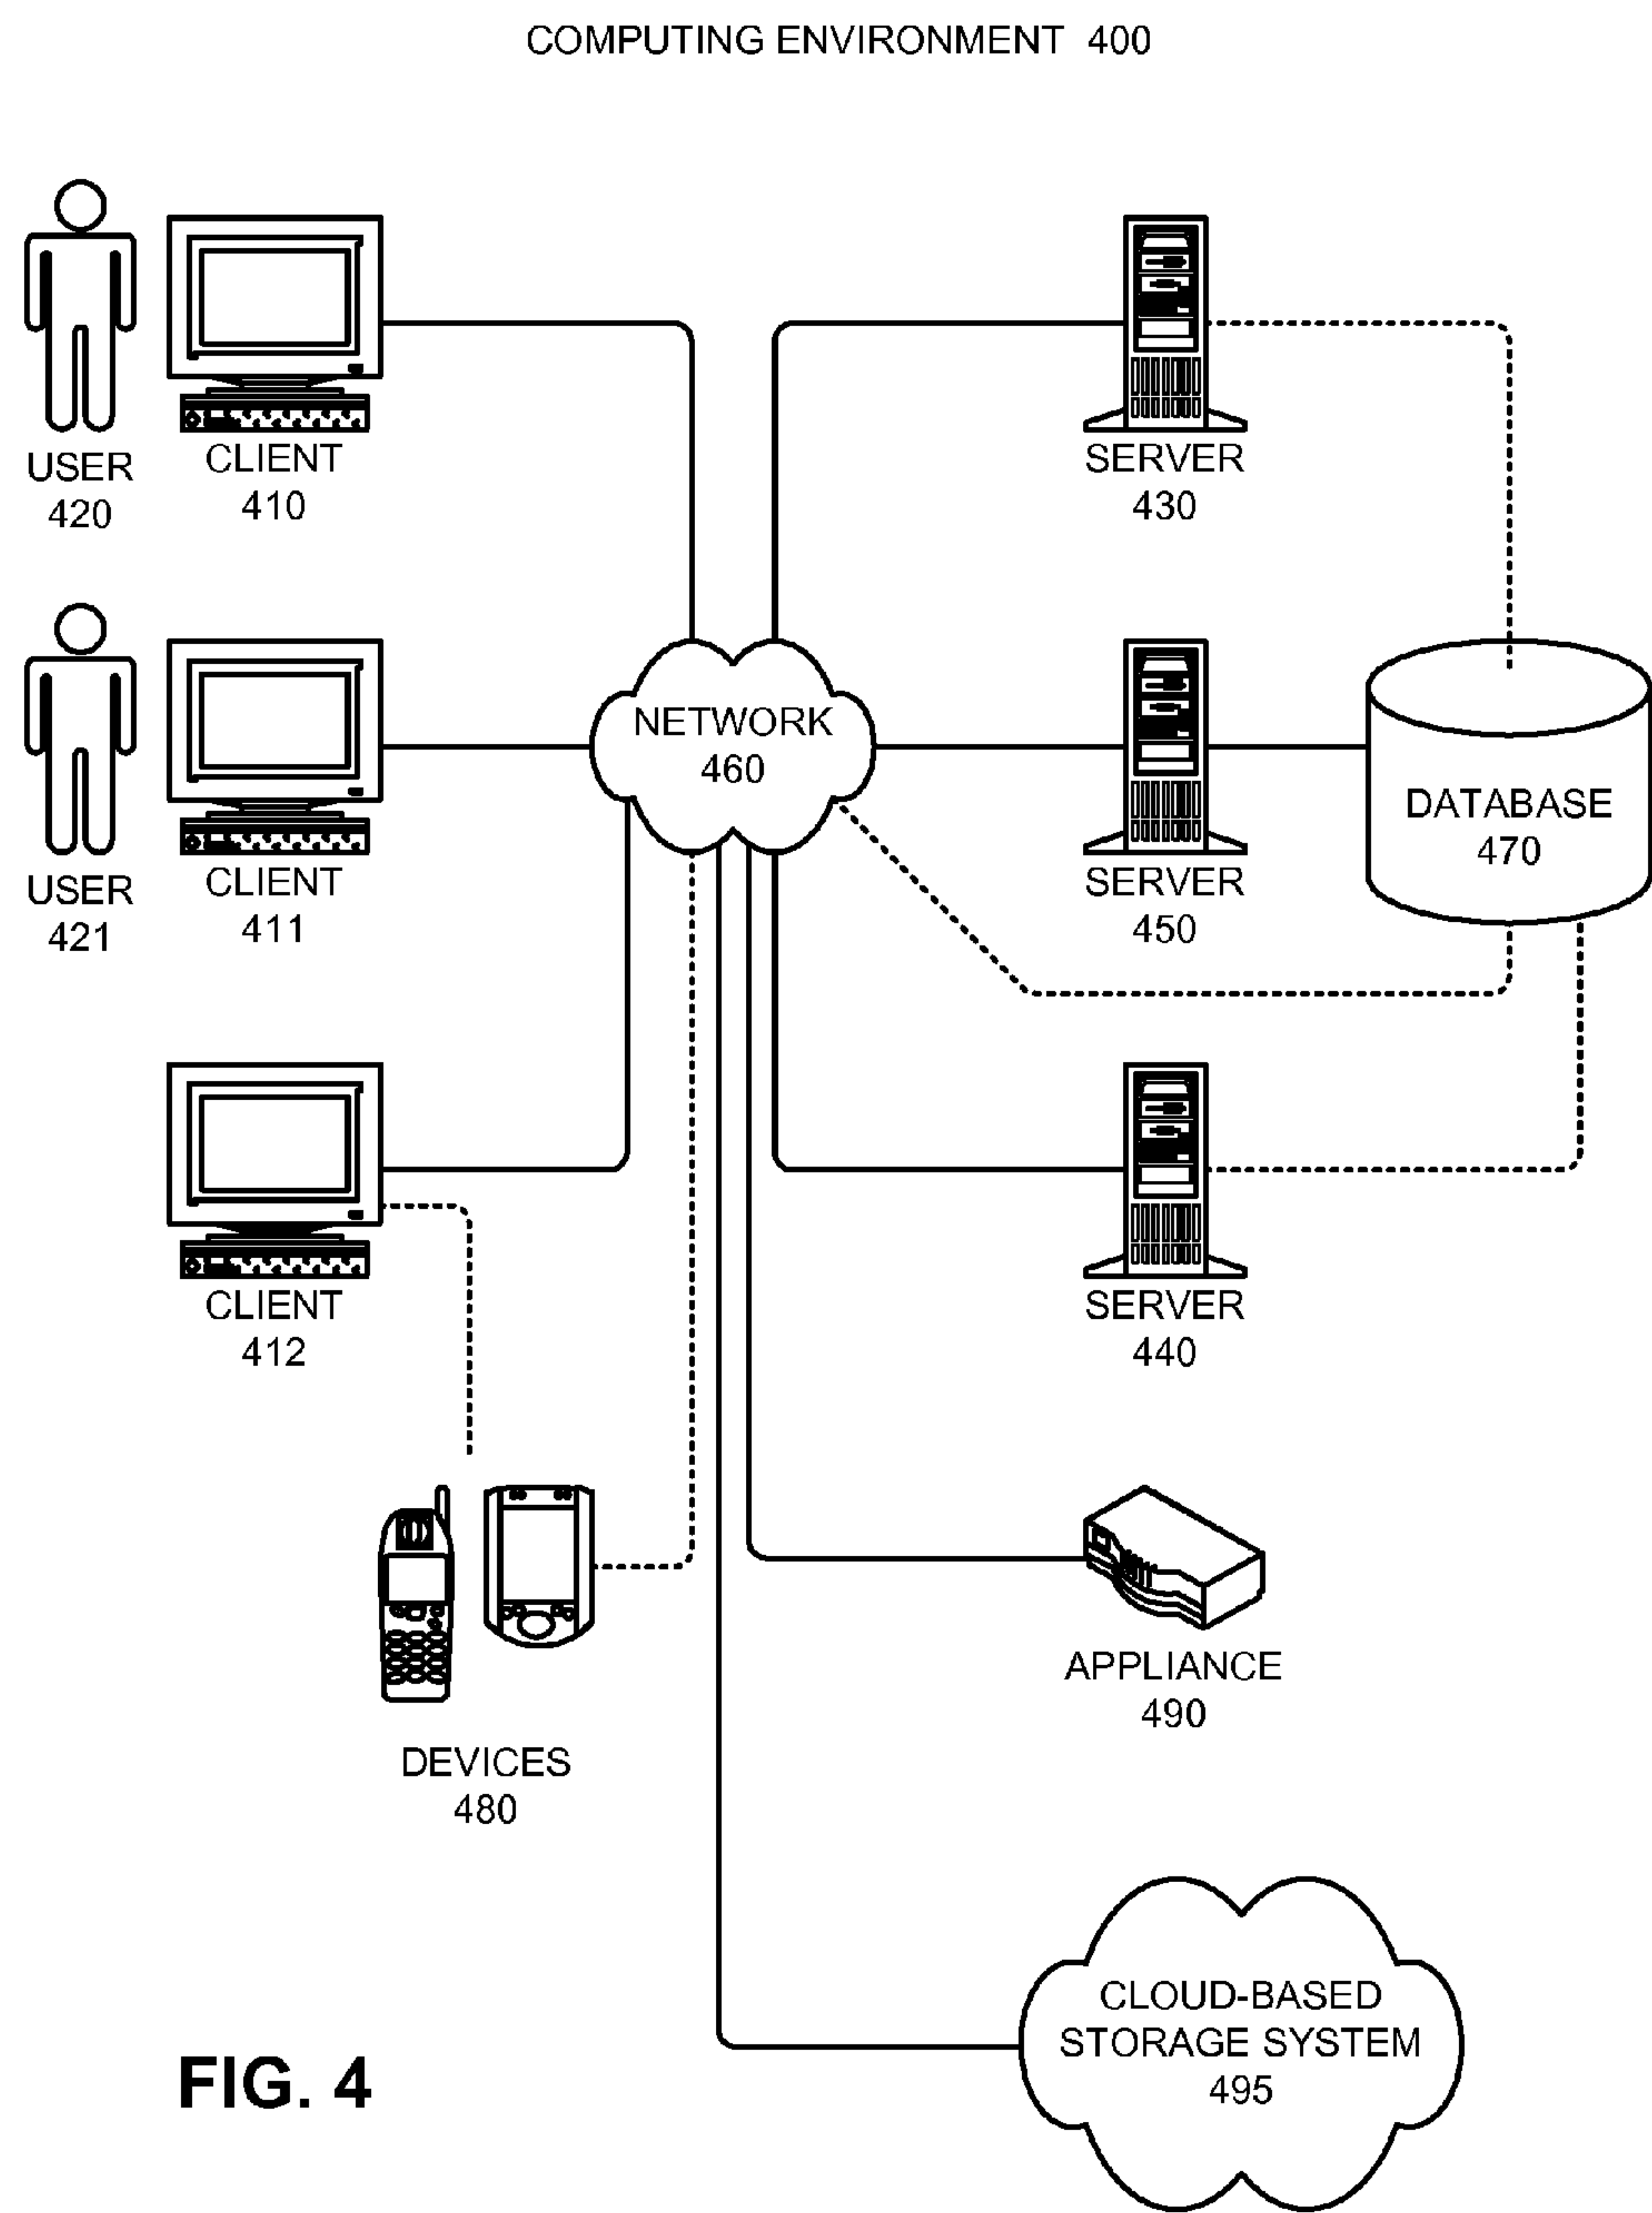 COMPUTING ENVIRONMENT 400
USER
420
CLIENT
410
SERVER
430
USER
421
CLIENT
411
NETWORK
460
SERVER
450
DATABASE
470
CLIENT
412
SERVER
440
DEVICES
480
APPLIANCE
490
CLOUD-BASED
STORAGE SYSTEM
495
FIG. 4